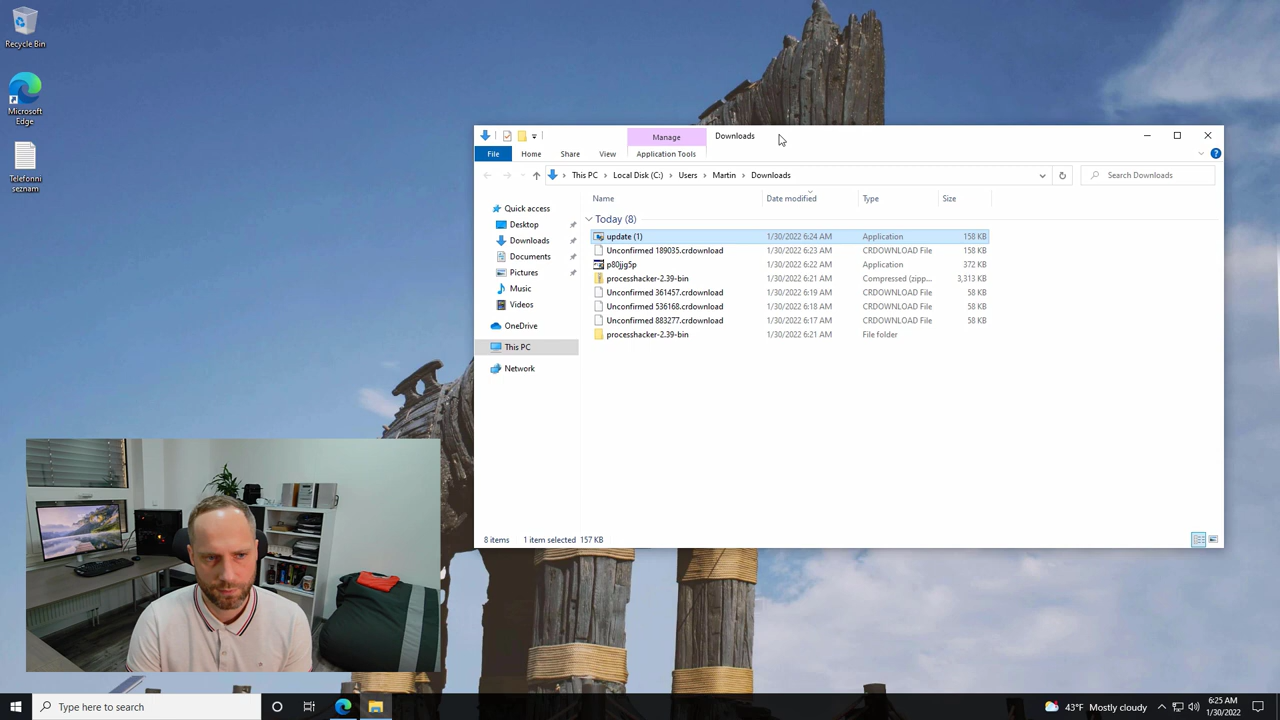 Recycle Bin
Microsoft
Edge
Telefonni
seznam
Manage
Downloads
File
Home
Share
View
Application Tools
This PC
Local Disk (C:)
Users
Martin
Downloads
Search Downloads
Quick access
Desktop
Downloads
Documents
Pictures
Music
Videos
OneDrive
This PC
Network
Name Date modified Type Size
Today (8)
update (1) 1/30/2022 6:24 AM Application 158 KB
Unconfirmed 189035.crdownload 1/30/2022 6:23 AM CRDOWNLOAD File 158 KB
p80jjg5p 1/30/2022 6:22 AM Application 372 KB
processhacker-2.39-bin 1/30/2022 6:21 AM Compressed (zipp... 3,313 KB
Unconfirmed 361457.crdownload 1/30/2022 6:19 AM CRDOWNLOAD File 58 KB
Unconfirmed 536168.crdownload 1/30/2022 6:18 AM CRDOWNLOAD File 58 KB
Unconfirmed 883277.crdownload 1/30/2022 6:17 AM CRDOWNLOAD File 58 KB
processhacker-2.39-bin 1/30/2022 6:21 AM File folder
8 items 1 item selected 157 KB
Type here to search
43°F Mostly cloudy
6:25 AM
1/30/2022